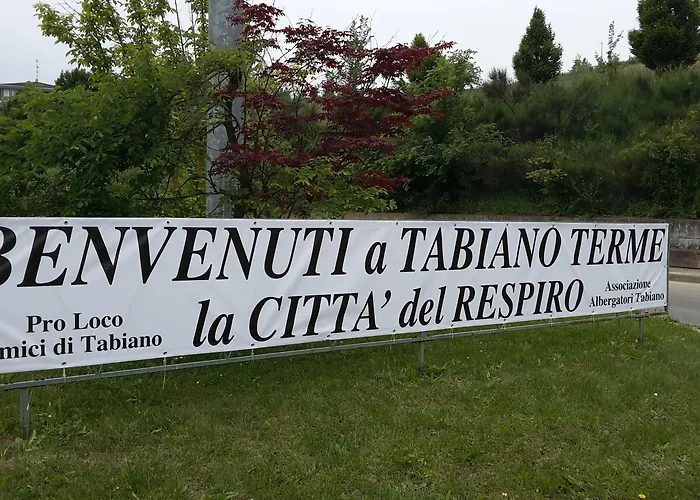 BENVENUTI a TABIANO TERME
la CITTA' del RESPIRO
Pro Loco
mici di Tabiano
Associazione
Albergatori Tabiano